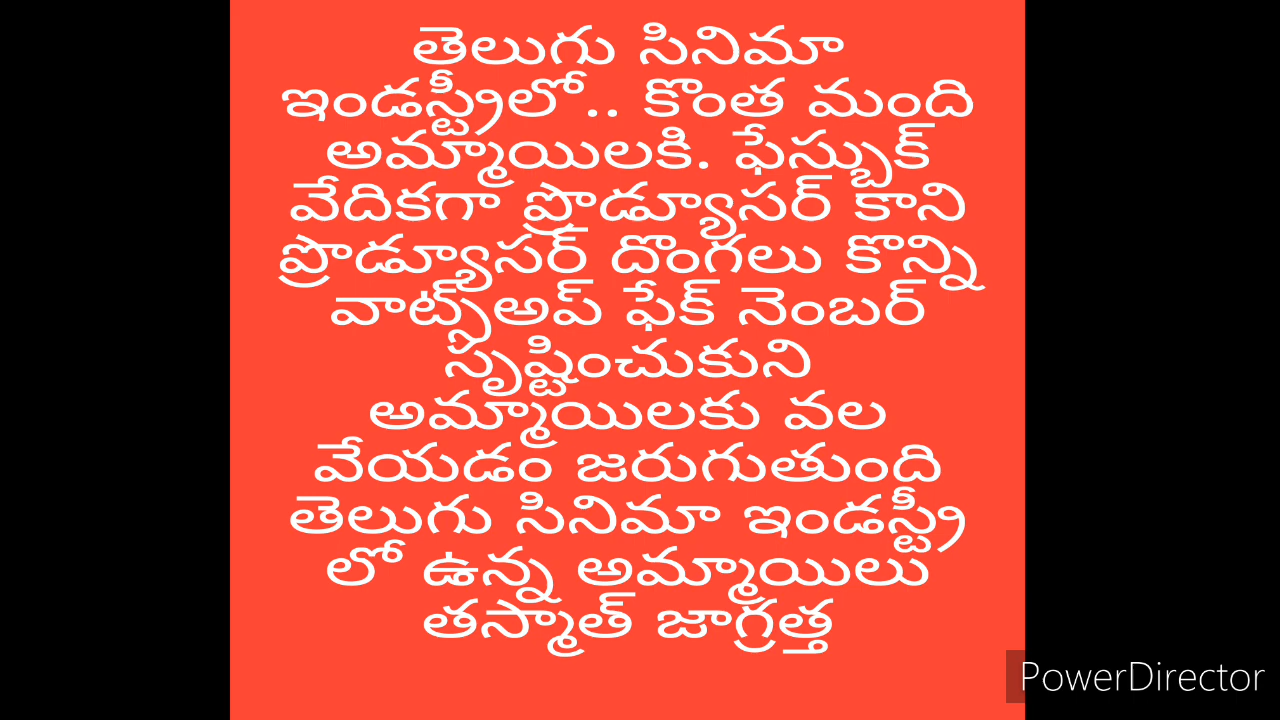 తెలుగు సినిమా
ఇండస్ట్రీలో.. కొంత మంది
అమ్మాయిలకి. ఫేస్బుక్
వేదికగా ప్రొడ్యూసర్ కాని
ప్రొడ్యూసర్ దొంగలు కొన్ని
వాట్సప్అప్ ఫేక్ నెంబర్
సృష్టించుకుని
అమ్మాయిలకు వల
వేయడం జరుగుతుంది
తెలుగు సినిమా ఇండస్ట్రీ
లో ఉన్న అమ్మాయిలు
తస్మాత్ జాగ్రత్త
PowerDirector